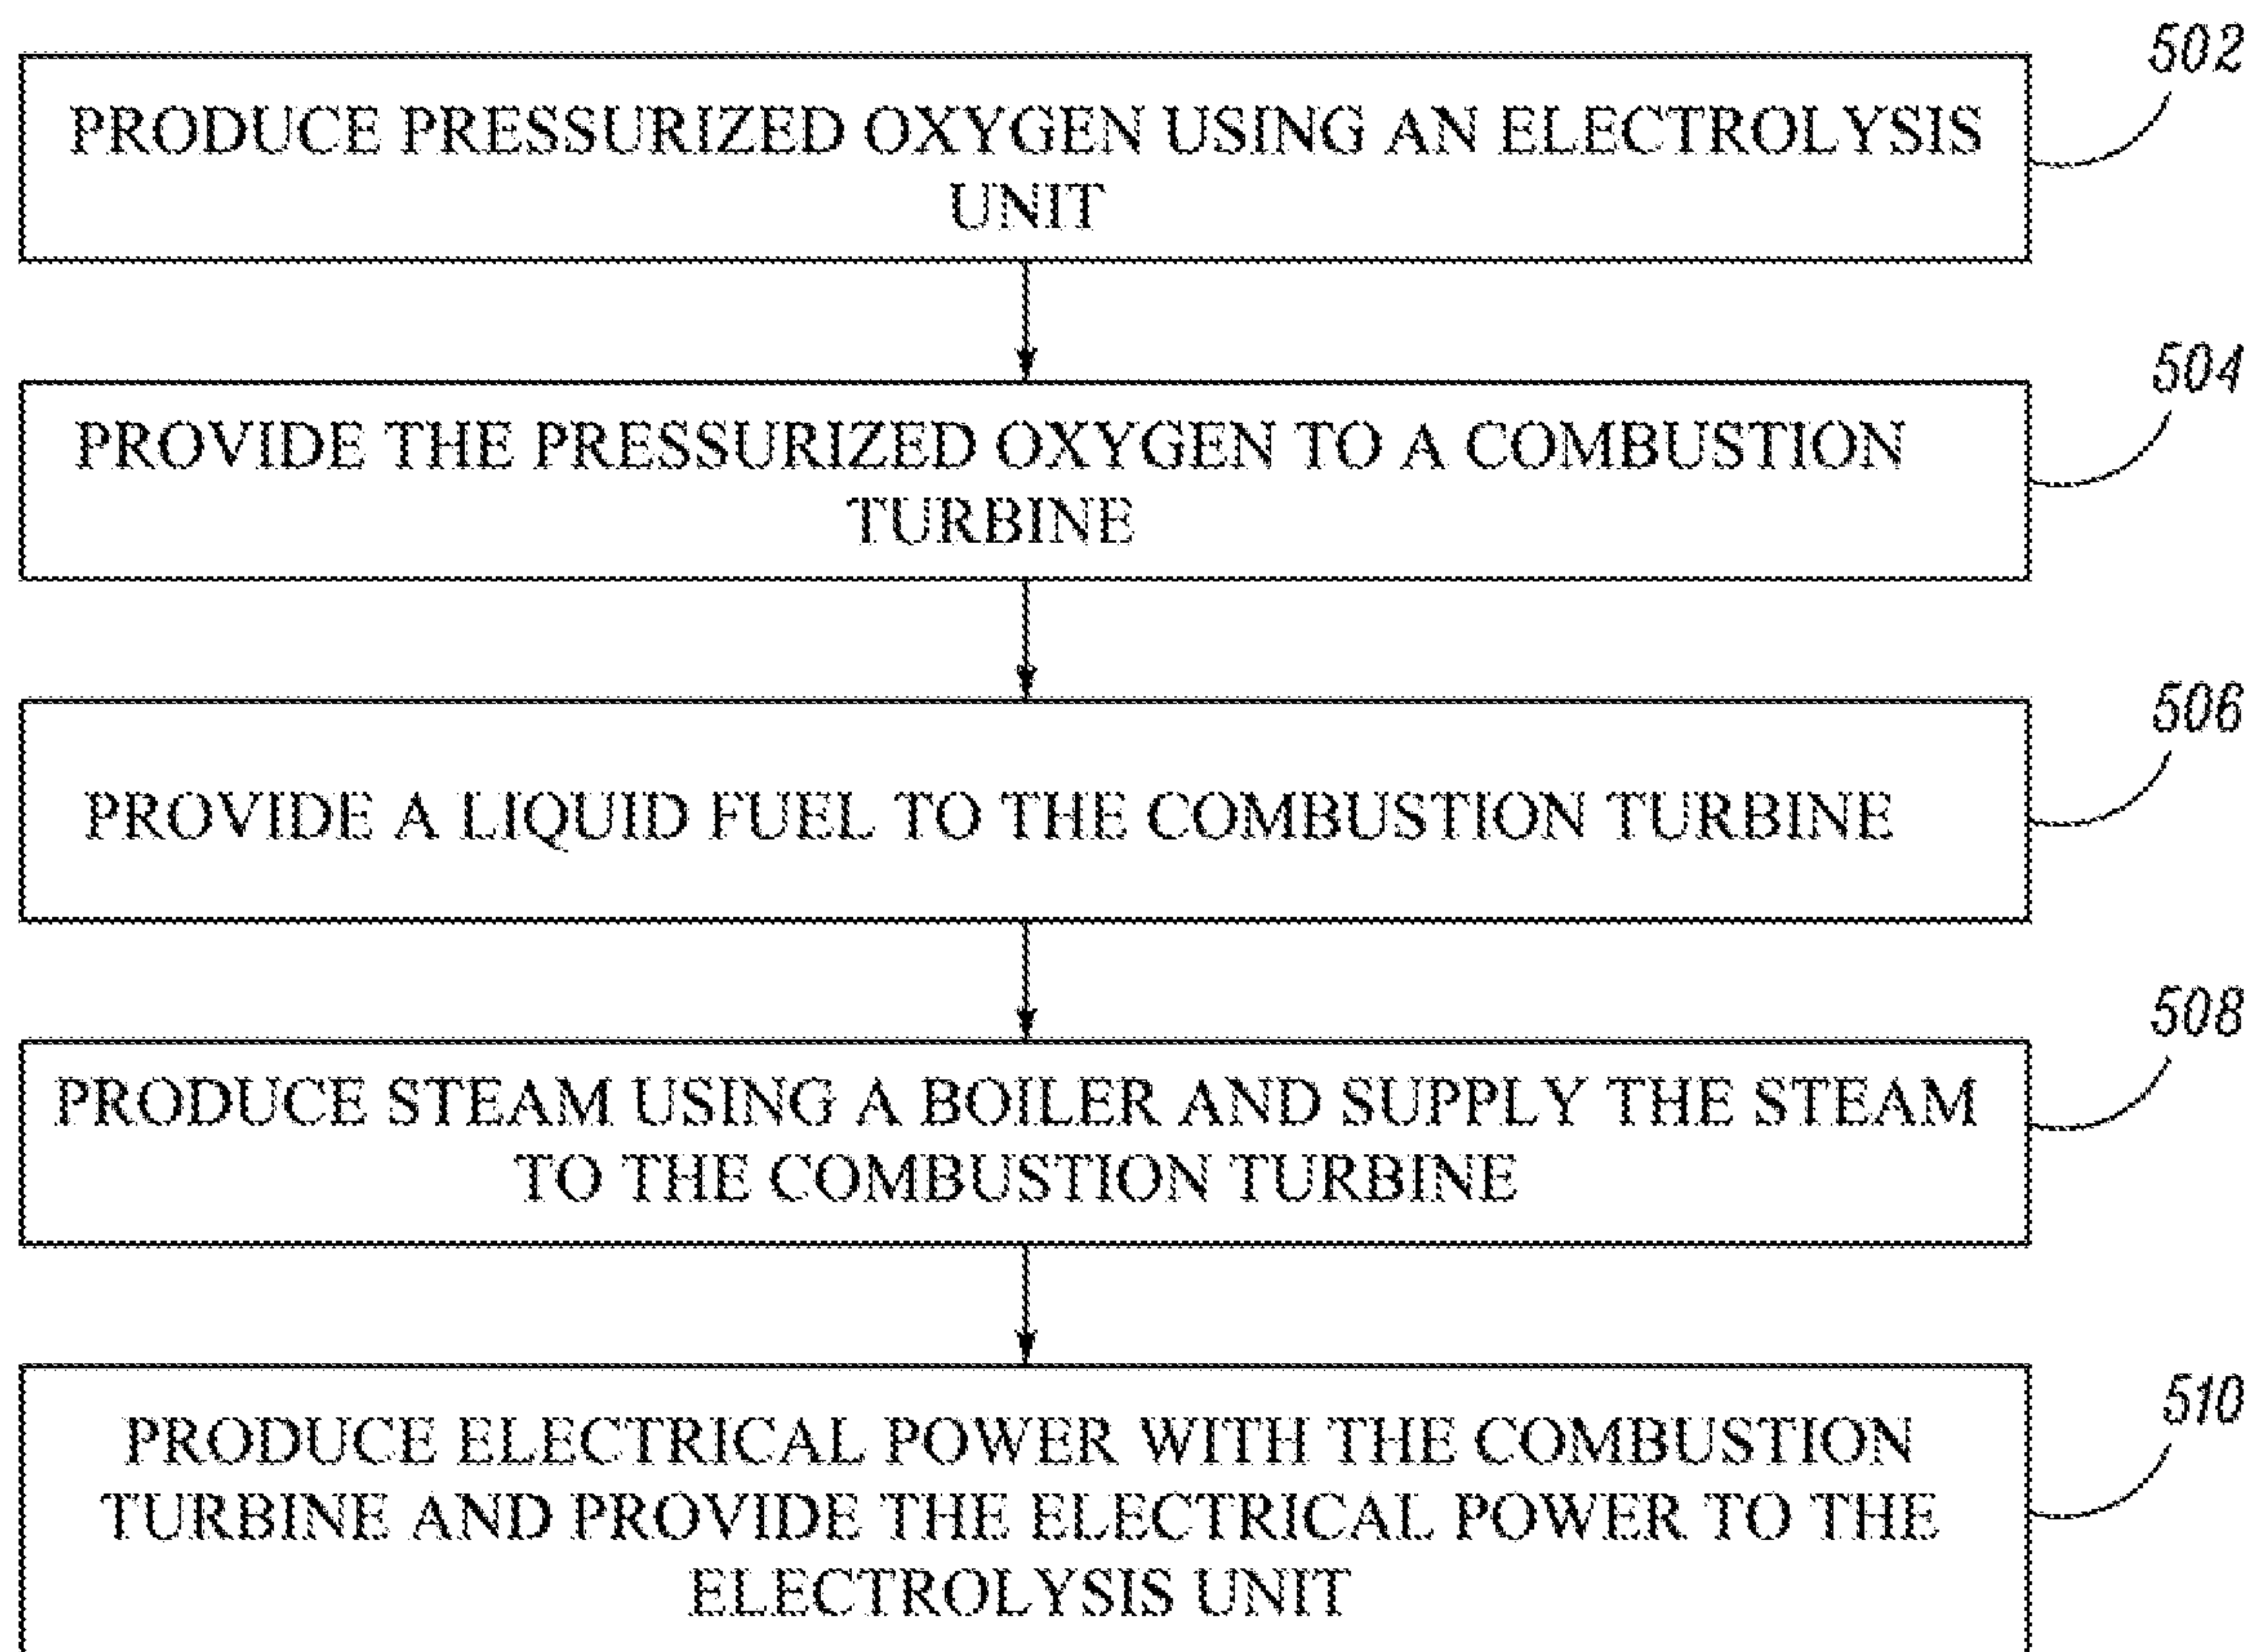 502
PRODUCE PRESSURIZED OXYGEN USING AN ELECTROLYSIS
UNIT
504
PROVIDE THE PRESSURIZED OXYGEN TO A COMBUSTION
TURBINE
506
PROVIDE A LIQUID FUEL TO THE COMBUSTION TURBINE
508
PRODUCE STEAM USING A BOILER AND SUPPLY THE STEAM
TO THE COMBUSTION TURBINE
510
PRODUCE ELECTRICAL POWER WITH THE COMBUSTION
TURBINE AND PROVIDE THE ELECTRICAL POWER TO THE
ELECTROLYSIS UNIT